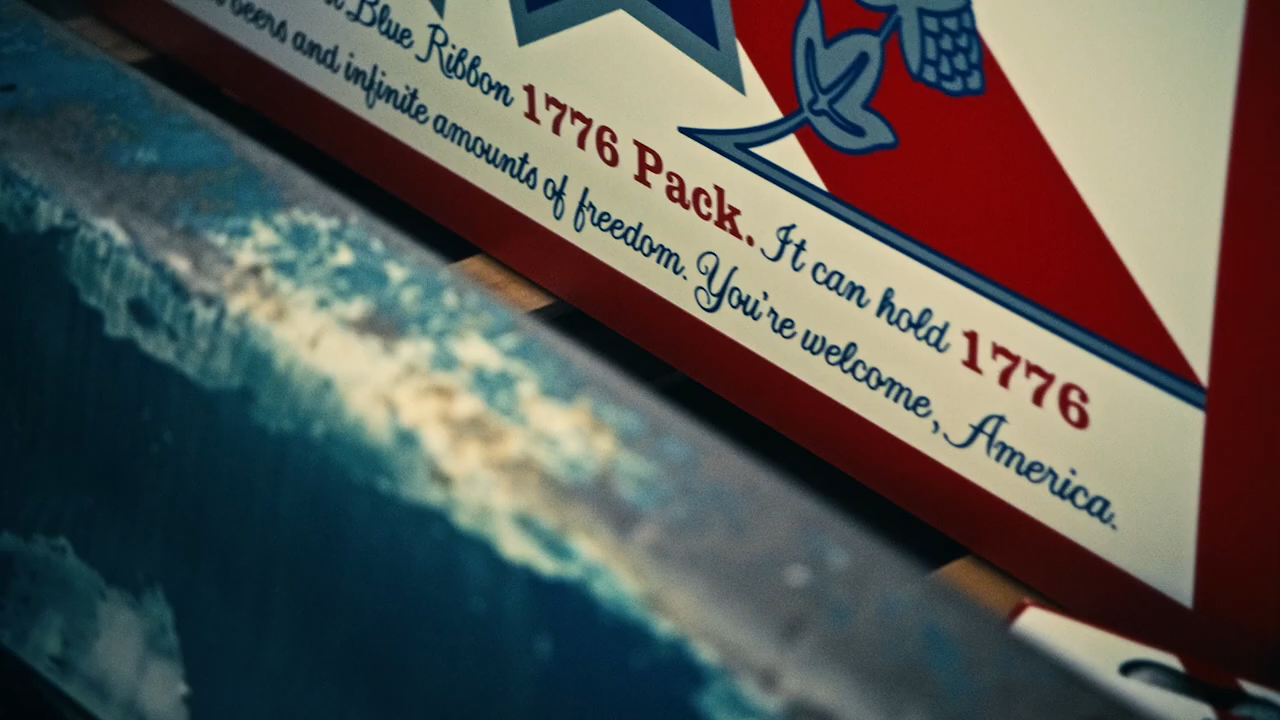 Blue Ribbon 1776 Pack. It can hold 1776
beers and infinite amounts of freedom. You're welcome, America.